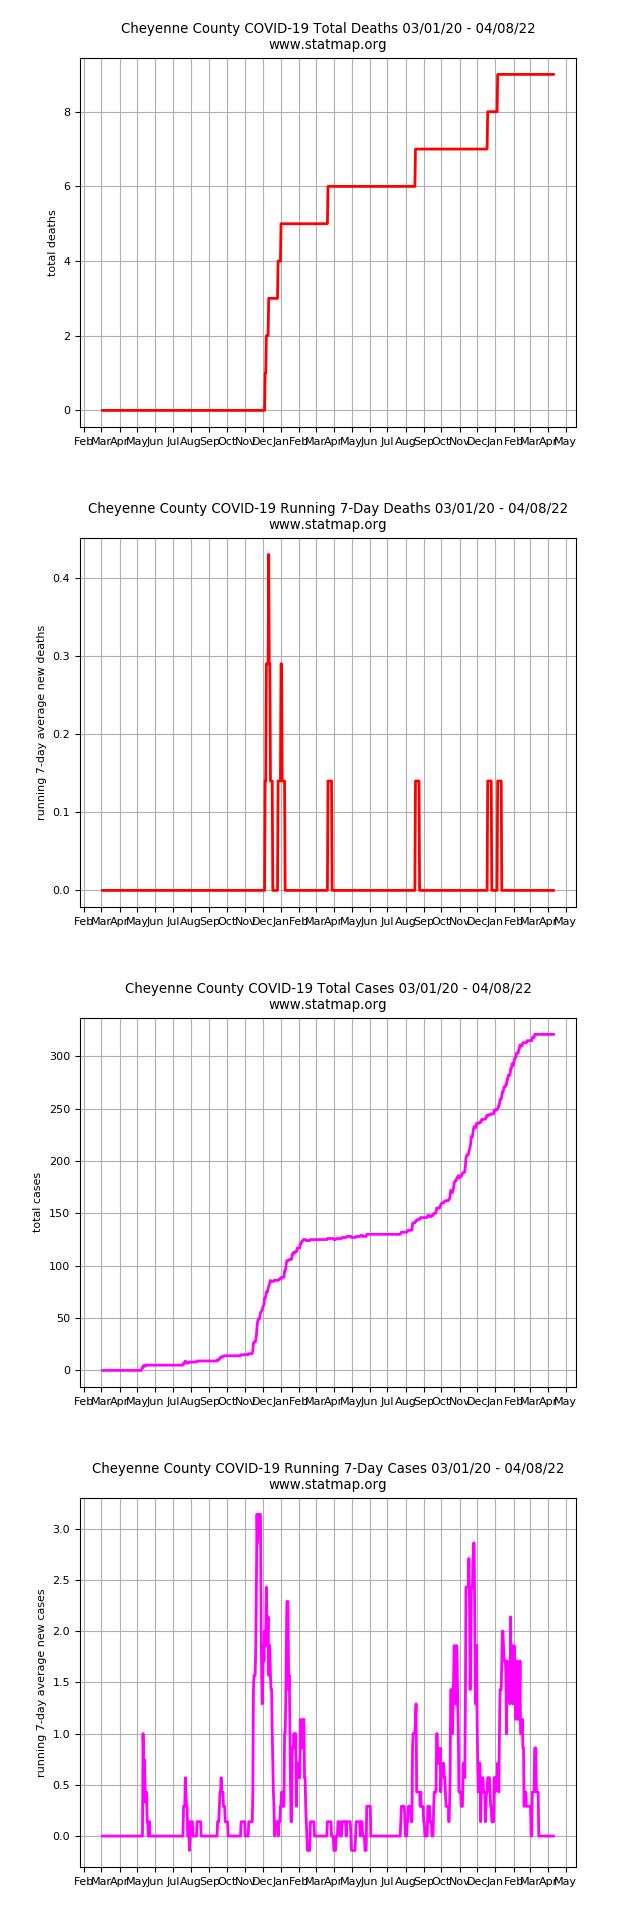 Cheyenne County COVID-19 Total Deaths 03/01/20 - 04/08/22
www.statmap.org
total deaths
8
6
4
2
0
Feb Mar Apr May Jun Jul Aug Sep Oct Nov Dec Jan Feb Mar Apr May Jun Jul Aug Sep Oct Nov Dec Jan Feb Mar Apr May
Cheyenne County COVID-19 Running 7-Day Deaths 03/01/20 - 04/08/22
www.statmap.org
running 7-day average new deaths
0.4
0.3
0.2
0.1
0.0
Feb Mar Apr May Jun Jul Aug Sep Oct Nov Dec Jan Feb Mar Apr May Jun Jul Aug Sep Oct Nov Dec Jan Feb Mar Apr May
Cheyenne County COVID-19 Total Cases 03/01/20 - 04/08/22
www.statmap.org
total cases
300
250
200
150
100
50
0
Feb Mar Apr May Jun Jul Aug Sep Oct Nov Dec Jan Feb Mar Apr May Jun Jul Aug Sep Oct Nov Dec Jan Feb Mar Apr May
Cheyenne County COVID-19 Running 7-Day Cases 03/01/20 - 04/08/22
www.statmap.org
running 7-day average new cases
3.0
2.5
2.0
1.5
1.0
0.5
0.0
Feb Mar Apr May Jun Jul Aug Sep Oct Nov Dec Jan Feb Mar Apr May Jun Jul Aug Sep Oct Nov Dec Jan Feb Mar Apr May